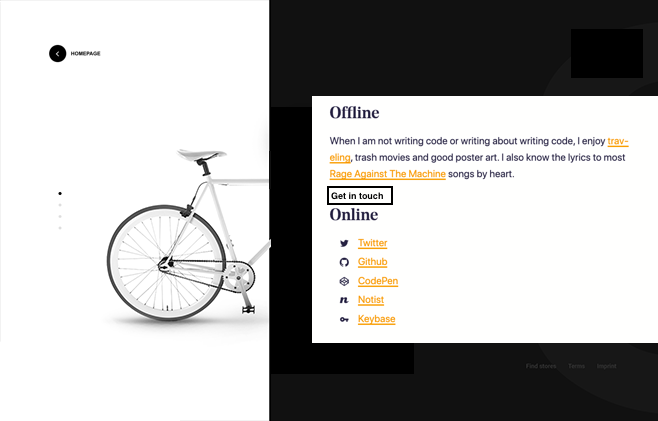 HOMEPAGE
Offline
When I am not writing code or writing about writing code, I enjoy trav-
eling, trash movies and good poster art. I also know the lyrics to most
Rage Against The Machine songs by heart.
Get in touch
Online
Twitter
Github
CodePen
Notist
Keybase
Find stores Terms Imprint